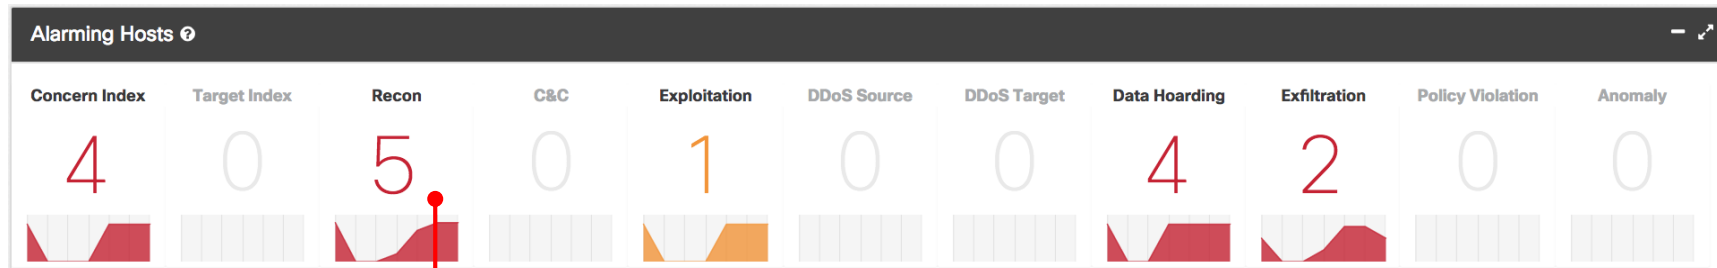 Alarming Hosts ?
Concern Index Target Index Recon C&C Exploitation DDoS Source DDoS Target Data Hoarding Exfiltration Policy Violation Anomaly
4 0 5 0 1 0 0 4 2 0 0